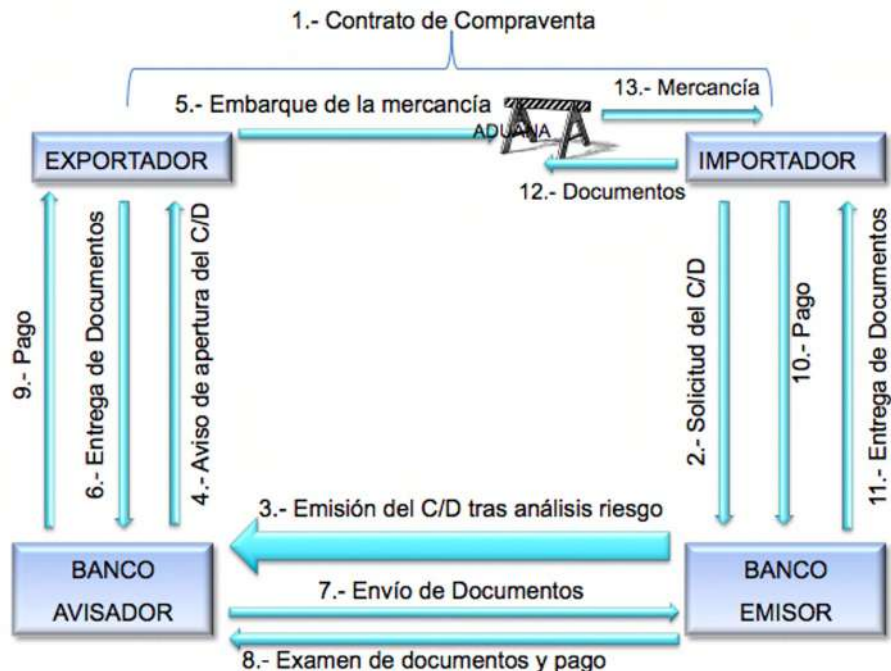 1.- Contrato de Compraventa
5.- Embarque de la mercancía
13.- Mercancía
ADUANA
EXPORTADOR
IMPORTADOR
12.- Documentos
9.- Pago
6.- Entrega de Documentos
4.- Aviso de apertura del C/D
2.- Solicitud del C/D
10.- Pago
11.- Entrega de Documentos
3.- Emisión del C/D tras análisis riesgo
BANCO
AVISADOR
7.- Envío de Documentos
BANCO
EMISOR
8.- Examen de documentos y pago